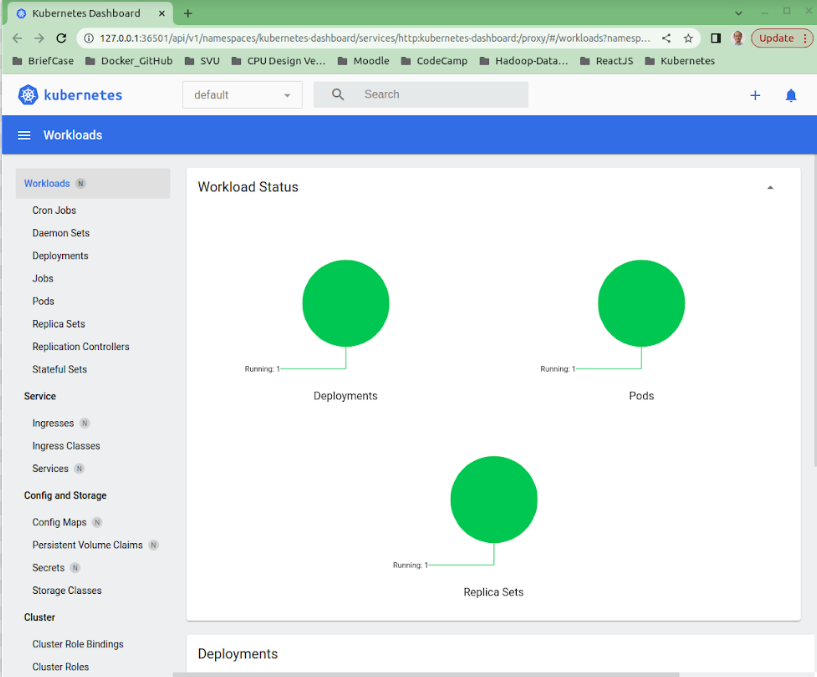 Kubernetes Dashboard
127.0.0.1:36501/api/v1/namespaces/kubernetes-dashboard/services/http:kubernetes-dashboard:/proxy/#/workloads?namesp...
Update
BriefCase Docker_GitHub SVU CPU Design Ve... Moodle CodeCamp Hadoop-Data... ReactJS Kubernetes
kubernetes
default
Search
Workloads
Workloads N
Cron Jobs
Daemon Sets
Deployments
Jobs
Pods
Replica Sets
Replication Controllers
Stateful Sets
Service
Ingresses N
Ingress Classes
Services N
Config and Storage
Config Maps N
Persistent Volume Claims N
Secrets N
Storage Classes
Cluster
Cluster Role Bindings
Cluster Roles
Workload Status
Running: 1
Deployments
Running: 1
Pods
Running: 1
Replica Sets
Deployments